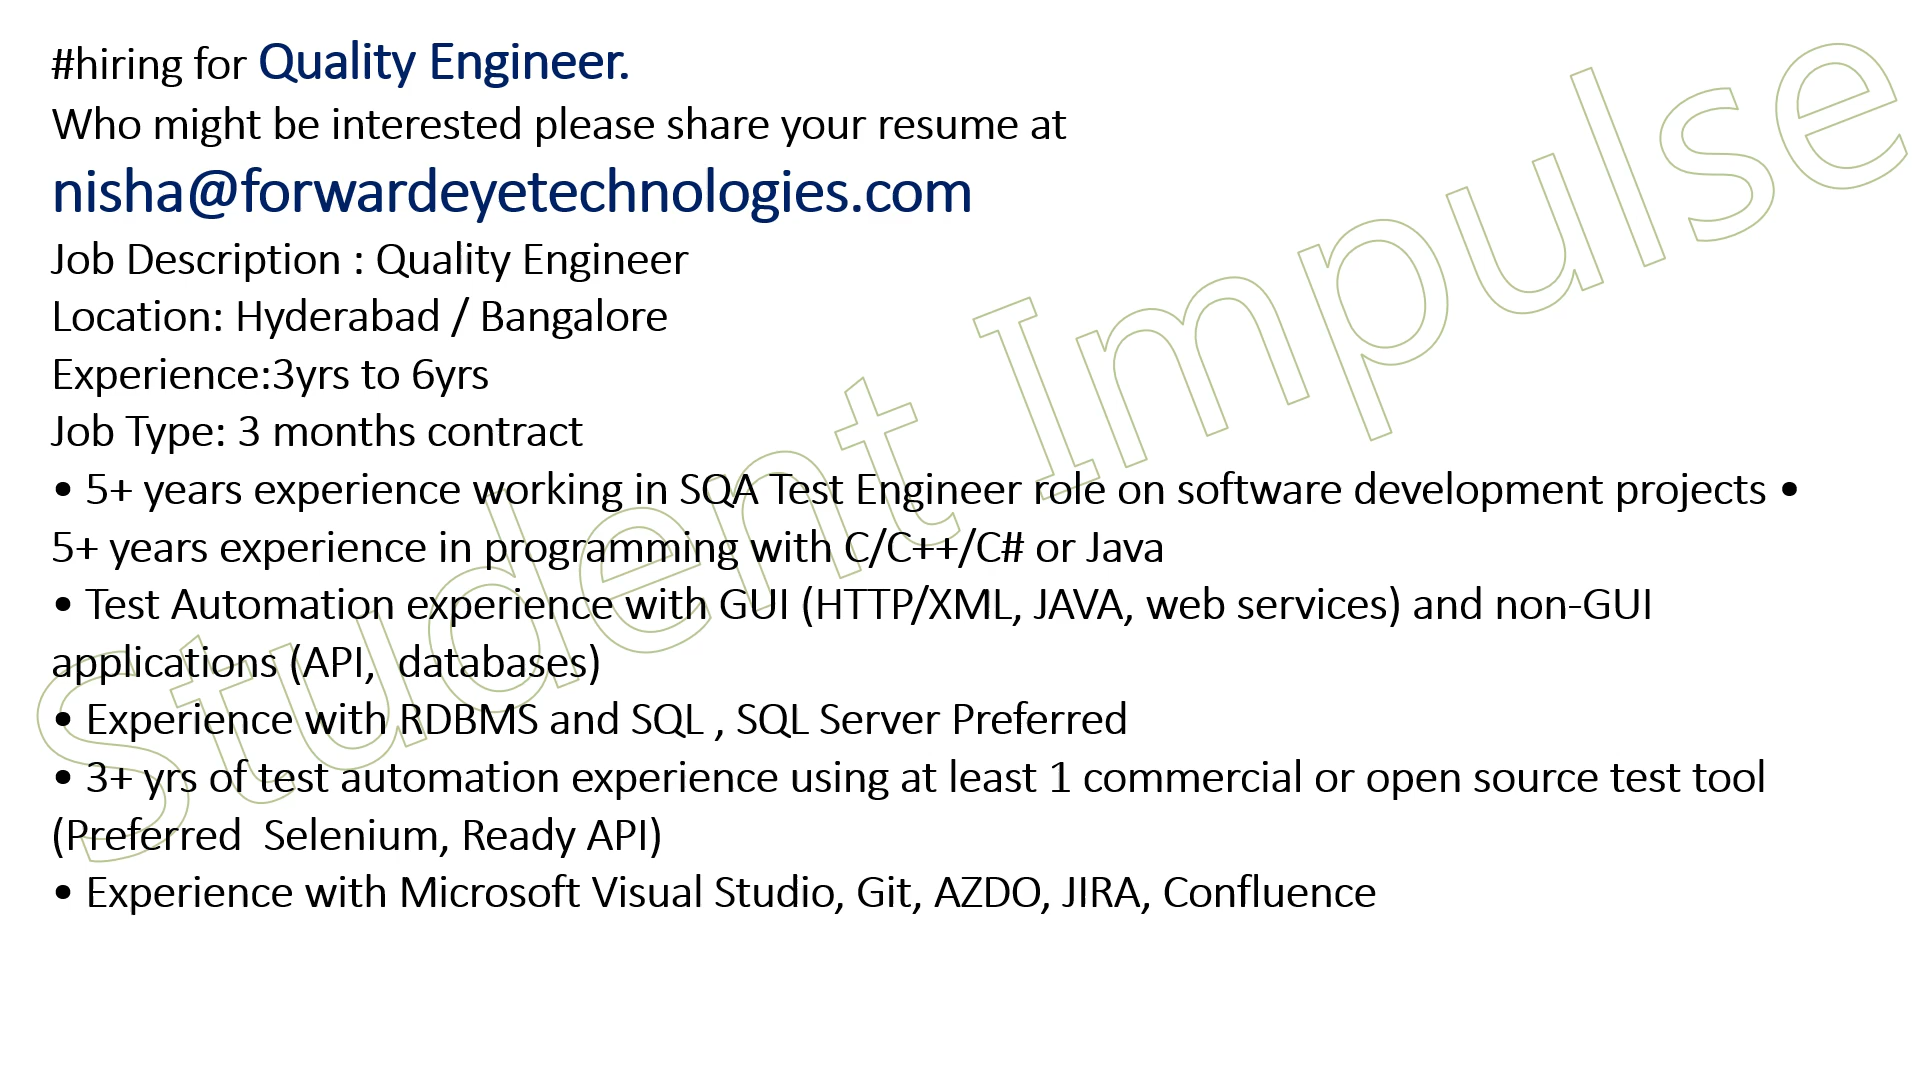 #hiring for Quality Engineer.
Who might be interested please share your resume at
nisha@forwardeyetechnologies.com
Job Description : Quality Engineer
Location: Hyderabad / Bangalore
Experience:3yrs to 6yrs
Job Type: 3 months contract
• 5+ years experience working in SQA Test Engineer role on software development projects •
5+ years experience in programming with C/C++/C# or Java
• Test Automation experience with GUI (HTTP/XML, JAVA, web services) and non-GUI
applications (API,  databases)
• Experience with RDBMS and SQL , SQL Server Preferred
• 3+ yrs of test automation experience using at least 1 commercial or open source test tool
(Preferred  Selenium, Ready API)
• Experience with Microsoft Visual Studio, Git, AZDO, JIRA, Confluence
Student Impulse